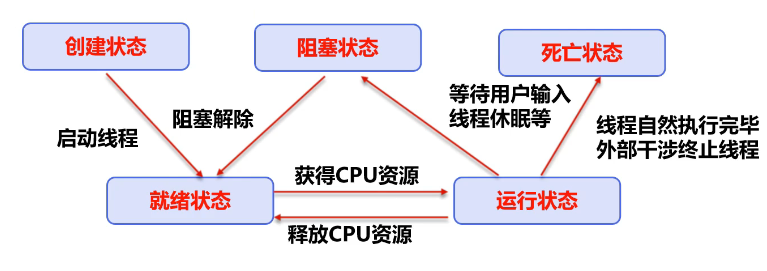 创建状态
阻塞状态
死亡状态
启动线程
阻塞解除
等待用户输入
线程休眠等
线程自然执行完毕
外部干涉终止线程
就绪状态
获得CPU资源
运行状态
释放CPU资源